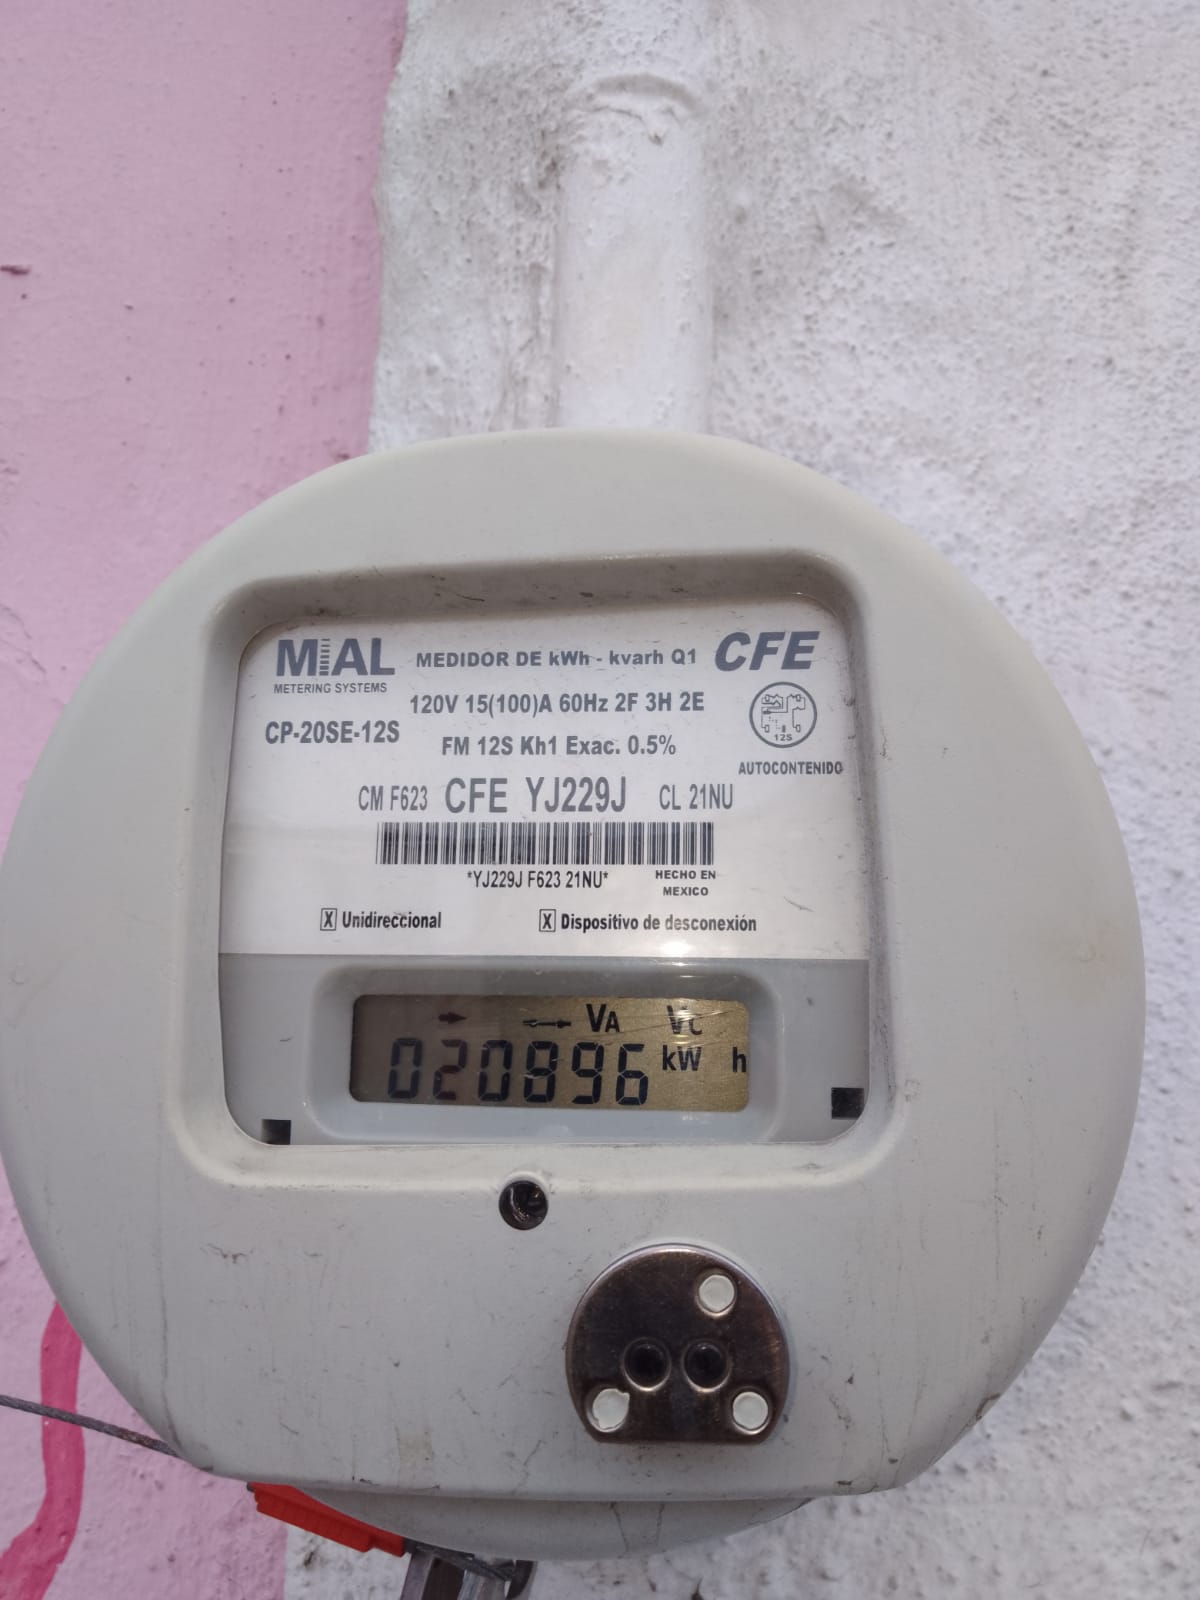 MIAL
METERING SYSTEMS
MEDIDOR DE kWh - kvarh Q1
CFE
120V 15(100)A 60Hz 2F 3H 2E
CP-20SE-12S
FM 12S Kh1 Exac. 0.5%
12S
AUTOCONTENIDO
CM F623 CFE YJ229J CL 21NU
*YJ229J F623 21NU*
HECHO EN
MEXICO
X Unidireccional
X Dispositivo de desconexión
VA VC
020896 kW h